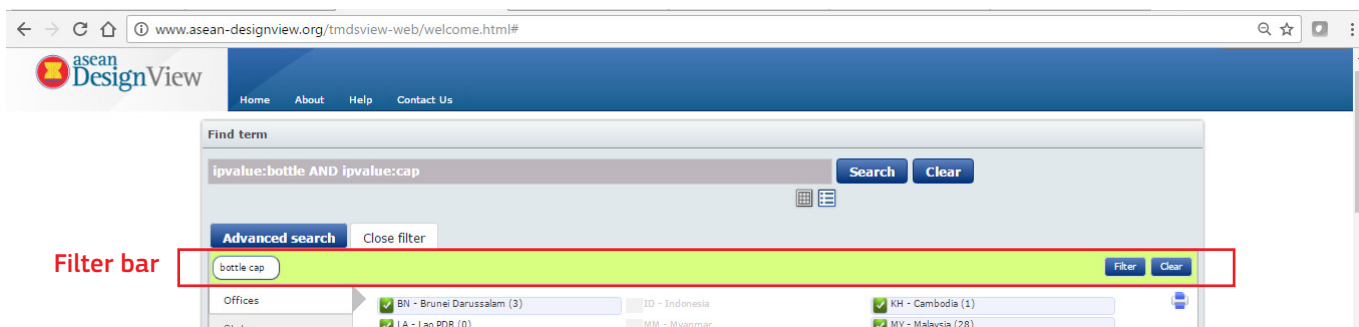 www.asean-designview.org/tmdsview-web/welcome.html#
asean
DesignView
Home About Help Contact Us
Find term
ipvalue:bottle AND ipvalue:cap
Search Clear
Advanced search Close filter
Filter bar
bottle cap
Filter Clear
Offices
BN - Brunei Darussalam (3) ID - Indonesia KH - Cambodia (1)
LA - Lao PDR (0) MM - Myanmar MY - Malaysia (28)